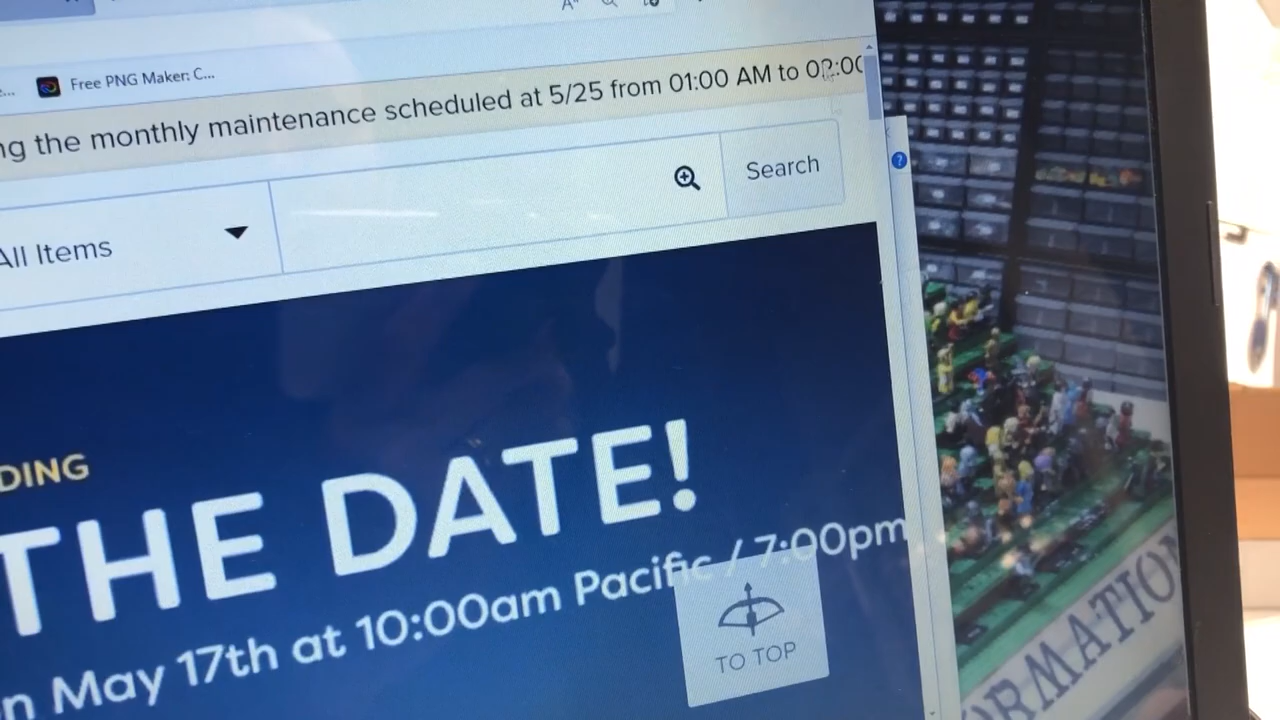 Free PNG Maker: C...
the monthly maintenance scheduled at 5/25 from 01:00 AM to 02:00
All Items
Search
DING
THE DATE!
n May 17th at 10:00am Pacific / 7:00pm
TO TOP
RMATION